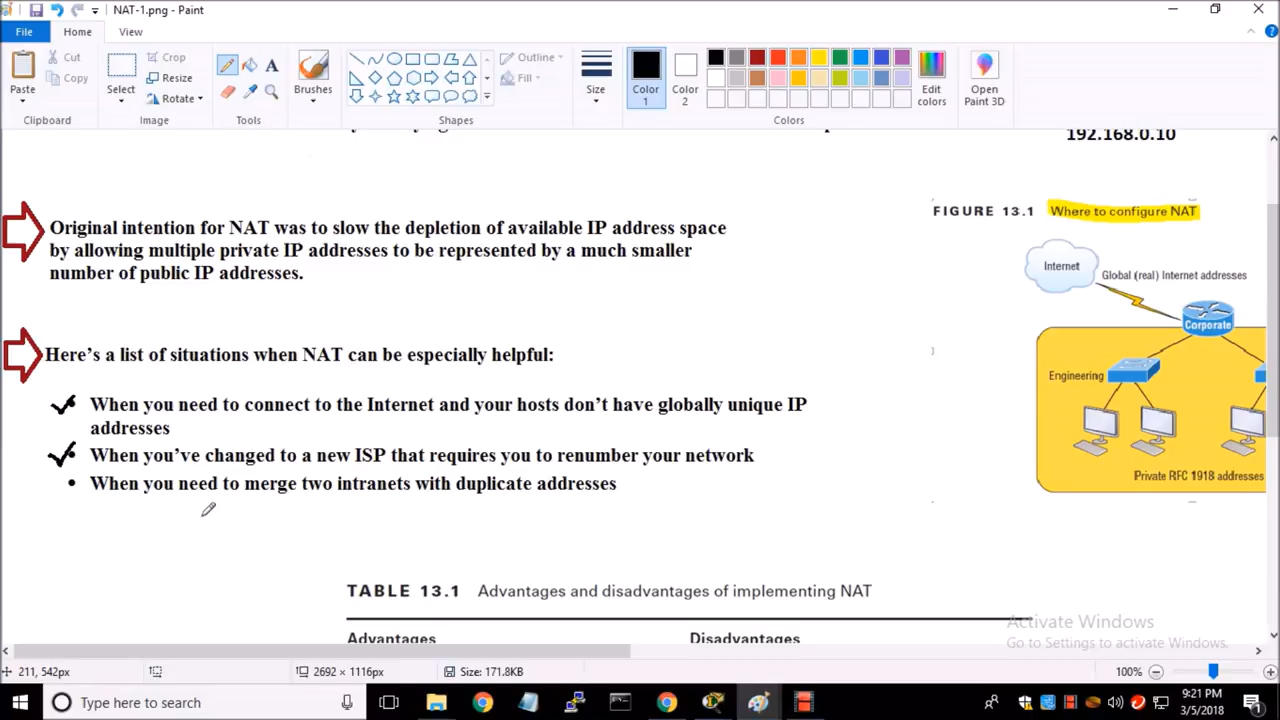 NAT-1.png - Paint
File
Home
View
Paste
Cut
Copy
Clipboard
Select
Crop
Resize
Rotate
Image
A
Tools
Brushes
Outline
Fill
Shapes
Size
Color 1
Color 2
Edit colors
Open Paint 3D
Colors
192.168.0.10
Original intention for NAT was to slow the depletion of available IP address space
by allowing multiple private IP addresses to be represented by a much smaller
number of public IP addresses.
FIGURE 13.1 Where to configure NAT
Internet
Global (real) Internet addresses
Corporate
Engineering
Private RFC 1918 addresses
Here's a list of situations when NAT can be especially helpful:
When you need to connect to the Internet and your hosts don't have globally unique IP
addresses
When you've changed to a new ISP that requires you to renumber your network
• When you need to merge two intranets with duplicate addresses
TABLE 13.1 Advantages and disadvantages of implementing NAT
Advantages
Disadvantages
Activate Windows
Go to Settings to activate Windows.
211, 542px
2692 × 1116px
Size: 171.8KB
100%
Type here to search
9:21 PM
3/5/2018
1